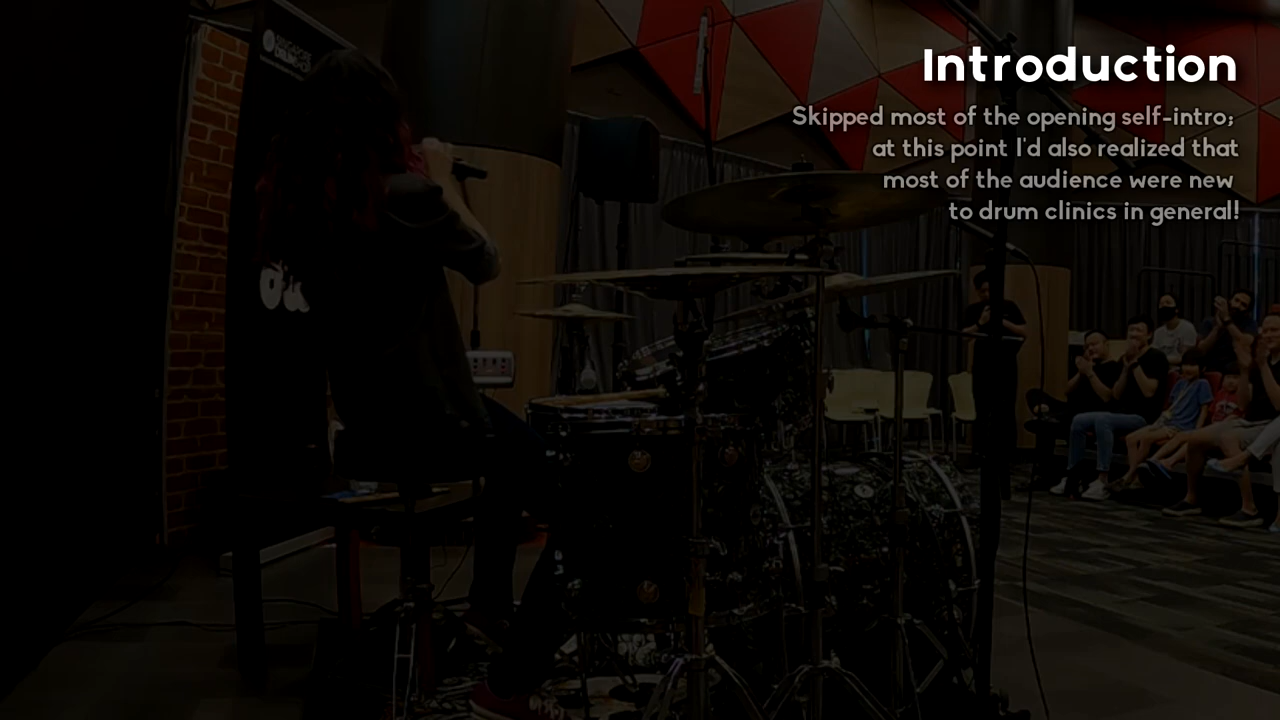 Introduction
Skipped most of the opening self-intro;
at this point I'd also realized that
most of the audience were new
to drum clinics in general!